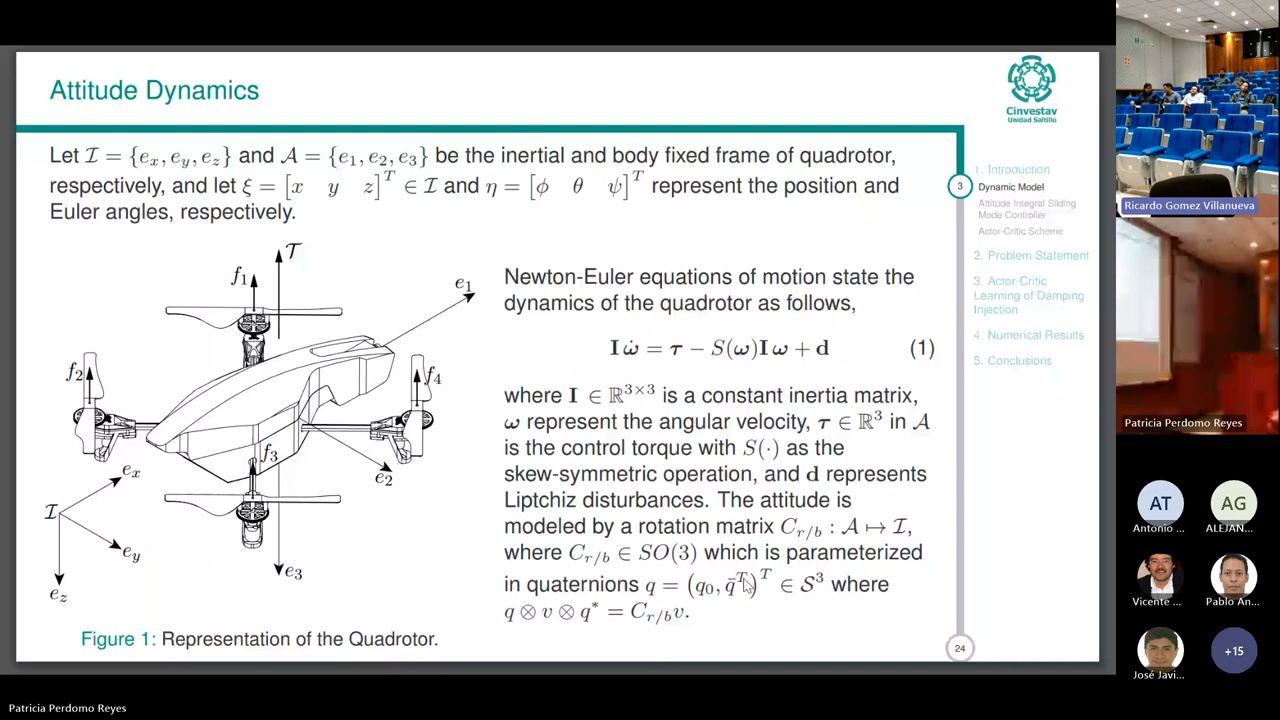 Attitude Dynamics
Cinvestav
Unidad Saltillo
Let ℐ = {e_x, e_y, e_z} and 𝒜 = {e_1, e_2, e_3} be the inertial and body fixed frame of quadrotor,
respectively, and let ξ = [x y z]^T ∈ ℐ and η = [ϕ θ ψ]^T represent the position and
Euler angles, respectively.
𝒯
f_1
e_1
f_2
f_4
f_3
e_2
e_x
ℐ
e_y
e_3
e_z
Figure 1: Representation of the Quadrotor.
Newton-Euler equations of motion state the
dynamics of the quadrotor as follows,
𝐈 ω̇ = τ − S(ω)𝐈 ω + 𝐝 (1)
where 𝐈 ∈ ℝ^{3×3} is a constant inertia matrix,
ω represent the angular velocity, τ ∈ ℝ^3 in 𝒜
is the control torque with S(·) as the
skew-symmetric operation, and 𝐝 represents
Liptchiz disturbances. The attitude is
modeled by a rotation matrix C_{r/b} : 𝒜 ↦ ℐ,
where C_{r/b} ∈ SO(3) which is parameterized
in quaternions q = (q_0, q̄^T)^T ∈ 𝒮^3 where
q ⊗ v ⊗ q^* = C_{r/b}v.
1. Introduction
3
Dynamic Model
Attitude Integral Sliding
Mode Controller
Actor-Critic Scheme
2. Problem Statement
3. Actor-Critic
Learning of Damping
Injection
4. Numerical Results
5. Conclusions
24
Ricardo Gomez Villanueva
Patricia Perdomo Reyes
AT
AG
Antonio ...
ALEJAN...
Vicente ...
Pablo An...
José Javi...
+15
Patricia Perdomo Reyes